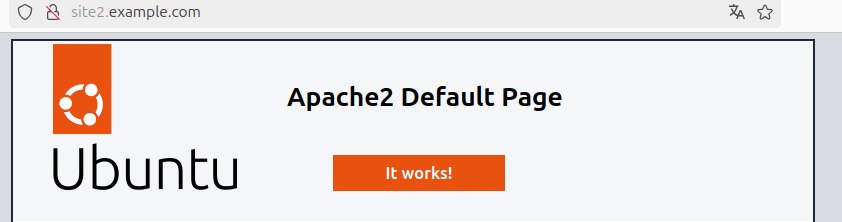 site2.example.com
Apache2 Default Page
Ubuntu
It works!